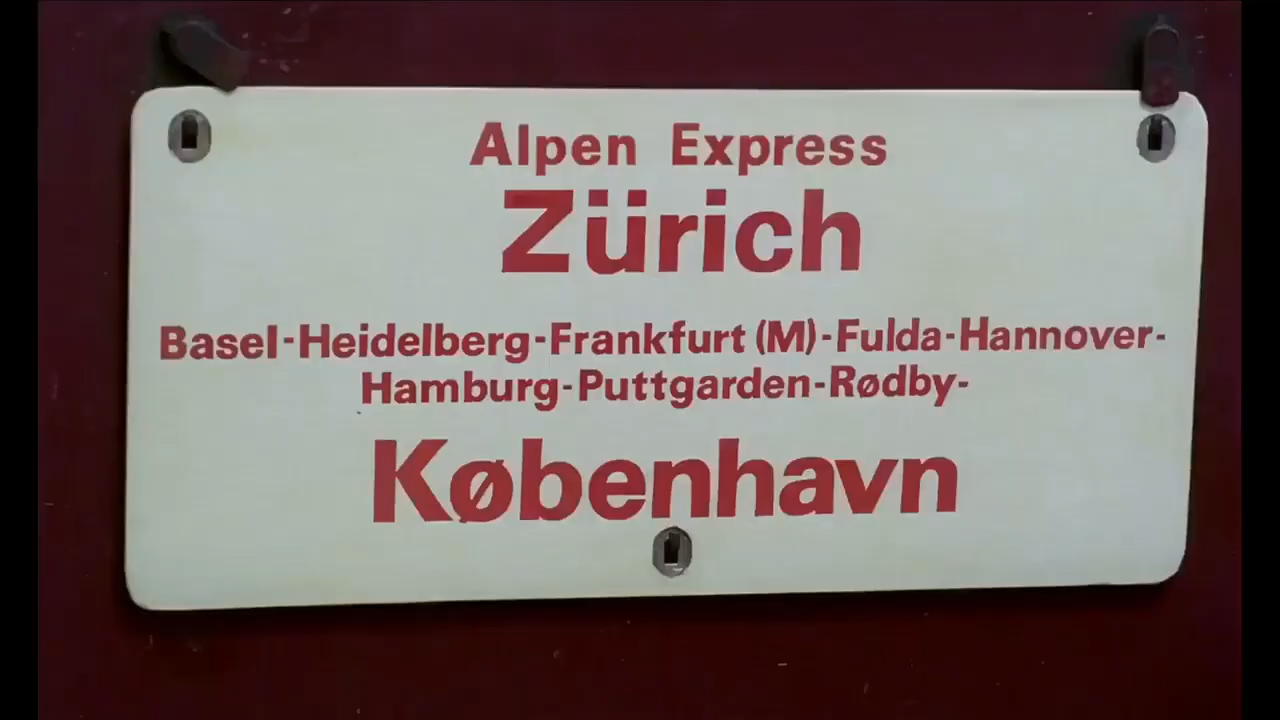 Alpen Express
Zürich
Basel-Heidelberg-Frankfurt (M)-Fulda-Hannover-
Hamburg-Puttgarden-Rødby-
København